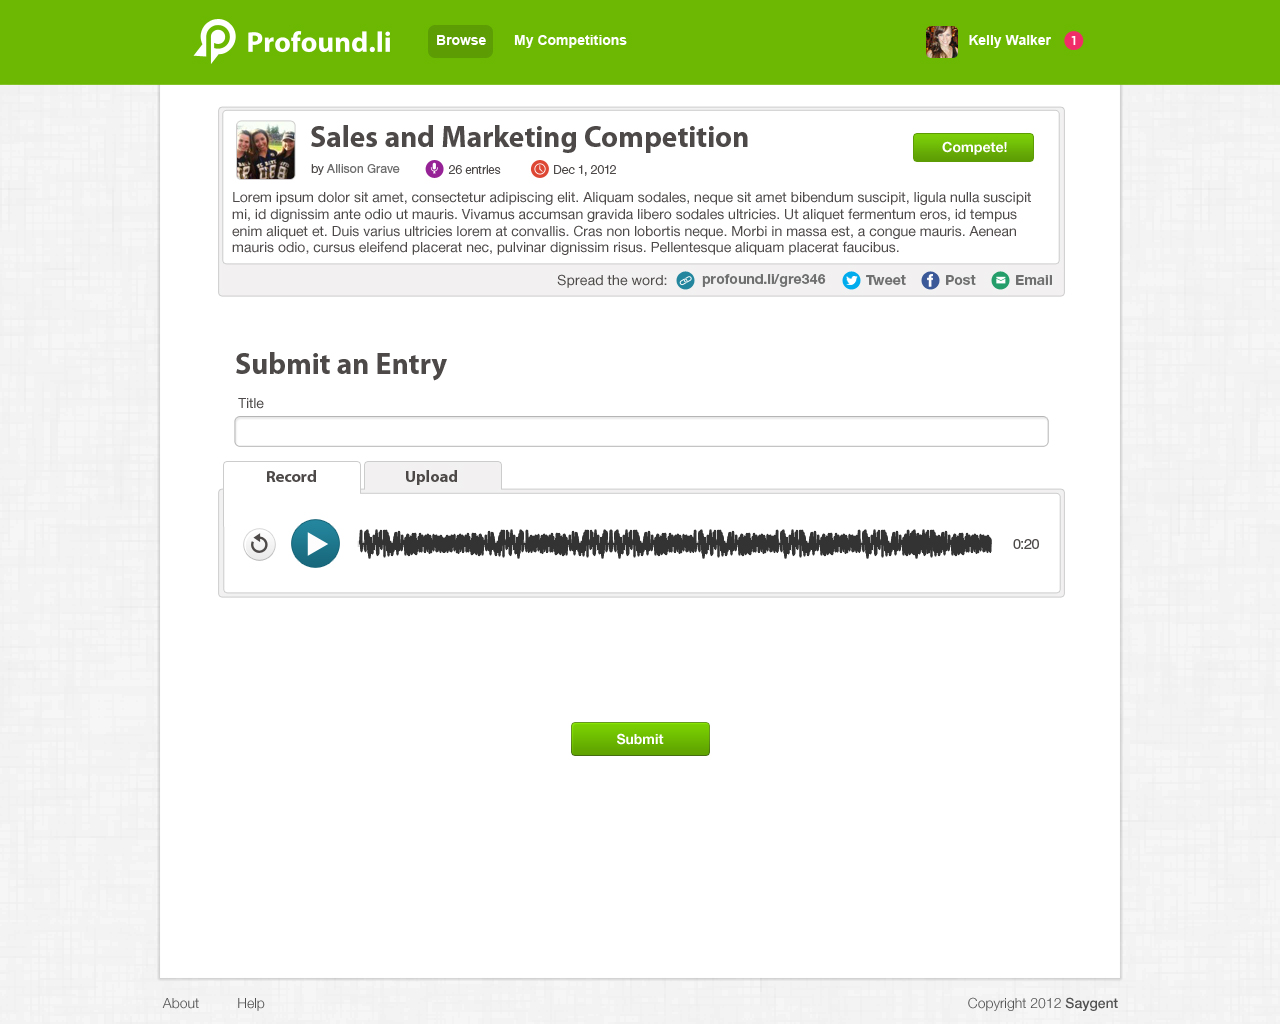 Profound.li
Browse
My Competitions
Kelly Walker
1
Sales and Marketing Competition
Compete!
by Allison Grave
26 entries
Dec 1, 2012
Lorem ipsum dolor sit amet, consectetur adipiscing elit. Aliquam sodales, neque sit amet bibendum suscipit, ligula nulla suscipit
mi, id dignissim ante odio ut mauris. Vivamus accumsan gravida libero sodales ultricies. Ut aliquet fermentum eros, id tempus
enim aliquet et. Duis varius ultricies lorem at convallis. Cras non lobortis neque. Morbi in massa est, a congue mauris. Aenean
mauris odio, cursus eleifend placerat nec, pulvinar dignissim risus. Pellentesque aliquam placerat faucibus.
Spread the word:
profound.li/gre346
Tweet
Post
Email
Submit an Entry
Title
Record
Upload
0:20
Submit
About
Help
Copyright 2012 Saygent